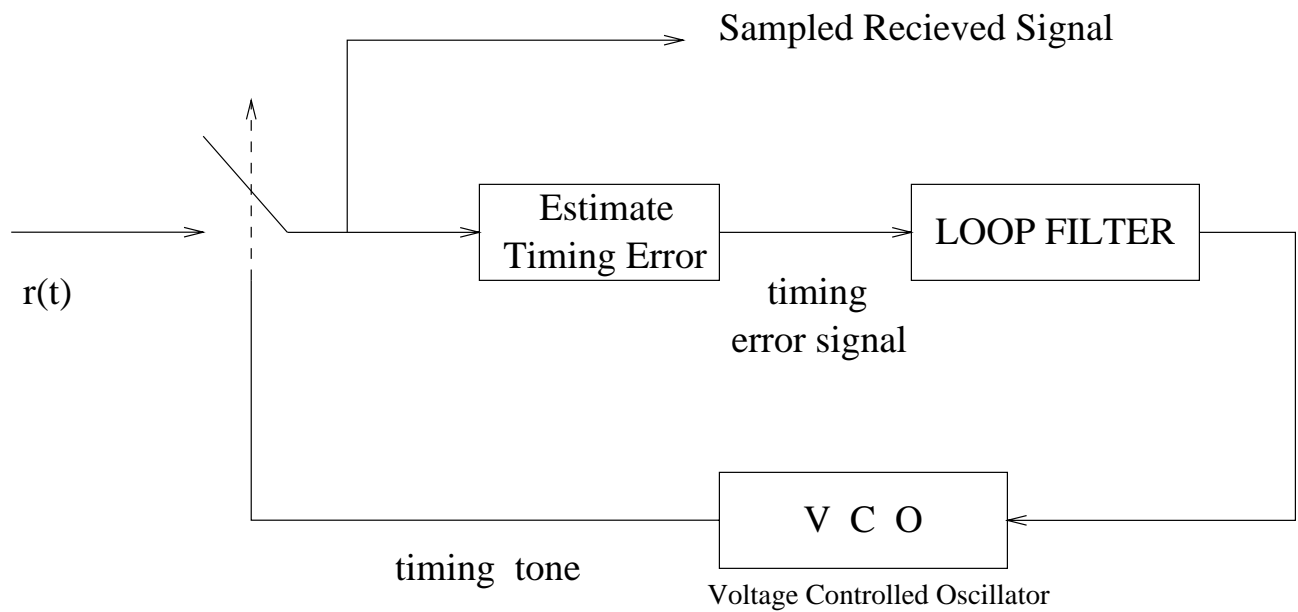 Sampled Recieved Signal
r(t)
Estimate
Timing Error
timing
error signal
LOOP FILTER
V C O
Voltage Controlled Oscillator
timing tone